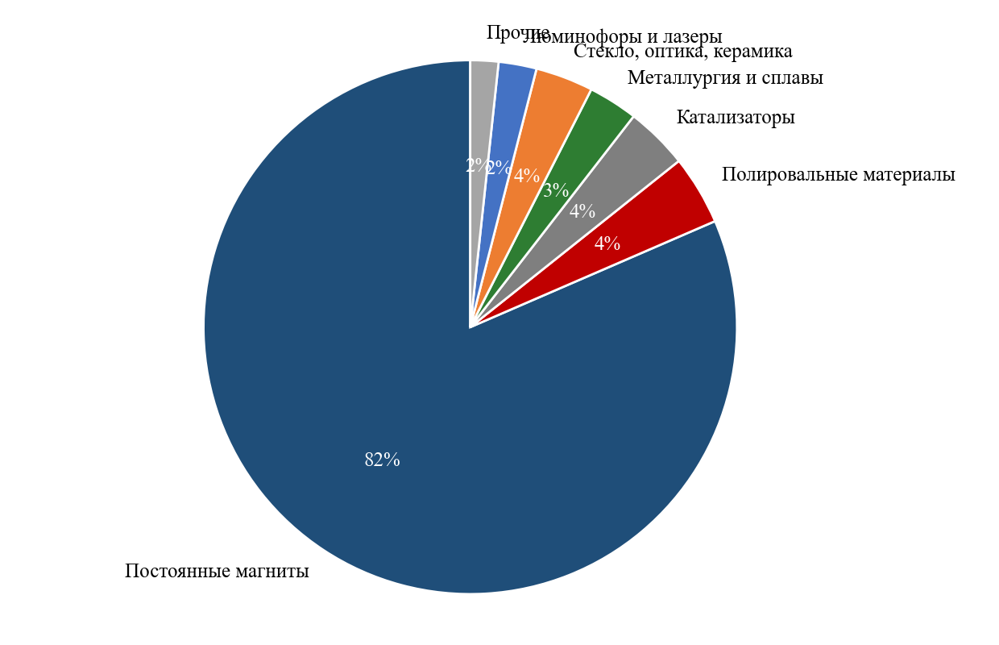 Прочие
Люминофоры и лазеры
Стекло, оптика, керамика
Металлургия и сплавы
Катализаторы
Полировальные материалы
2%
2%
4%
3%
4%
4%
82%
Постоянные магниты